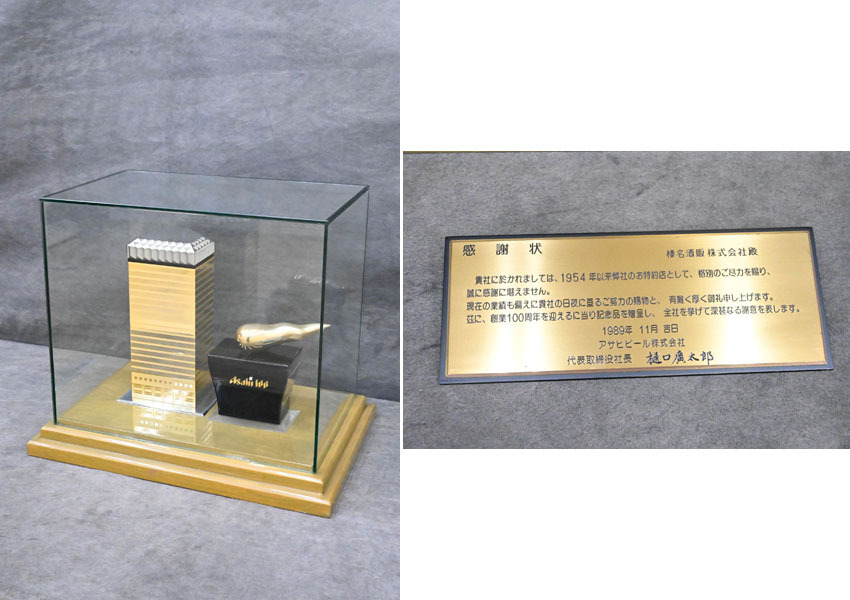 Asahi 100
感謝状
榛名酒販株式会社殿
貴社に於かれましては、1954年以来弊社のお特約店として、格別のご尽力を賜り、
誠に感謝に堪えません。
現在の業績も偏えに貴社の日夜に亘るご努力の賜物と、有難く厚く御礼申し上げます。
茲に、創業100周年を迎えるに当り記念品を贈呈し、全社を挙げて深甚なる謝意を表します。
1989年 11月 吉日
アサヒビール株式会社
代表取締役社長 樋口廣太郎